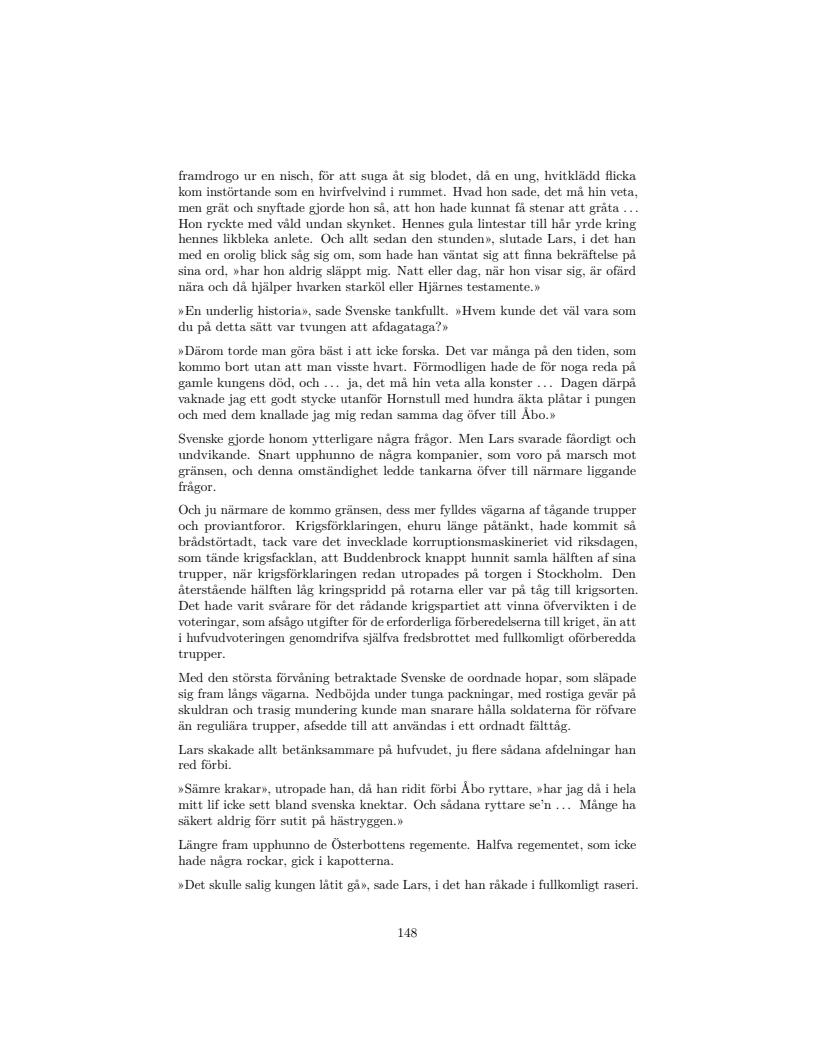 framdrogo ur en nisch, för att suga åt sig blodet, då en ung, hvitklädd flicka
kom instörtande som en hvirfvelvind i rummet. Hvad hon sade, det må hin veta,
men grät och snyftade gjorde hon så, att hon hade kunnat få stenar att gråta ...
Hon ryckte med våld undan skynket. Hennes gula lintestar till hår yrde kring
hennes likbleka anlete. Och allt sedan den stunden», slutade Lars, i det han
med en orolig blick såg sig om, som hade han väntat sig att finna bekräftelse på
sina ord, »har hon aldrig släppt mig. Natt eller dag, när hon visar sig, är ofärd
nära och då hjälper hvarken starköl eller Hjärnes testamente.»
»En underlig historia», sade Svenske tankfullt. »Hvem kunde det väl vara som
du på detta sätt var tvungen att afdagataga?»
»Därom torde man göra bäst i att icke forska. Det var många på den tiden, som
kommo bort utan att man visste hvart. Förmodligen hade de för noga reda på
gamle kungens död, och ... ja, det må hin veta alla konster ... Dagen därpå
vaknade jag ett godt stycke utanför Hornstull med hundra äkta plåtar i pungen
och med dem knallade jag mig redan samma dag öfver till Åbo.»
Svenske gjorde honom ytterligare några frågor. Men Lars svarade fåordigt och
undvikande. Snart upphunno de några kompanier, som voro på marsch mot
gränsen, och denna omständighet ledde tankarna öfver till närmare liggande
frågor.
Och ju närmare de kommo gränsen, dess mer fylldes vägarna af tågande trupper
och proviantforor. Krigsförklaringen, ehuru länge påtänkt, hade kommit så
brådstörtadt, tack vare det invecklade korruptionsmaskineriet vid riksdagen,
som tände krigsfacklan, att Buddenbrock knappt hunnit samla hälften af sina
trupper, när krigsförklaringen redan utropades på torgen i Stockholm. Den
återstående hälften låg kringspridd på rotarna eller var på tåg till krigsorten.
Det hade varit svårare för det rådande krigspartiet att vinna öfvervikten i de
voteringar, som afsågo utgifter för de erforderliga förberedelserna till kriget, än att
i hufvudvoteringen genomdrifva själfva fredsbrottet med fullkomligt oförberedda
trupper.
Med den största förvåning betraktade Svenske de oordnade hopar, som släpade
sig fram långs vägarna. Nedböjda under tunga packningar, med rostiga gevär på
skuldran och trasig mundering kunde man snarare hålla soldaterna för röfvare
än reguliära trupper, afsedde till att användas i ett ordnadt fälttåg.
Lars skakade allt betänksammare på hufvudet, ju flere sådana afdelningar han
red förbi.
»Sämre krakar», utropade han, då han ridit förbi Åbo ryttare, »har jag då i hela
mitt lif icke sett bland svenska knektar. Och sådana ryttare se'n ... Månge ha
säkert aldrig förr sutit på hästryggen.»
Längre fram upphunno de Österbottens regemente. Halfva regementet, som icke
hade några rockar, gick i kapotterna.
»Det skulle salig kungen låtit gå», sade Lars, i det han råkade i fullkomligt raseri.
148